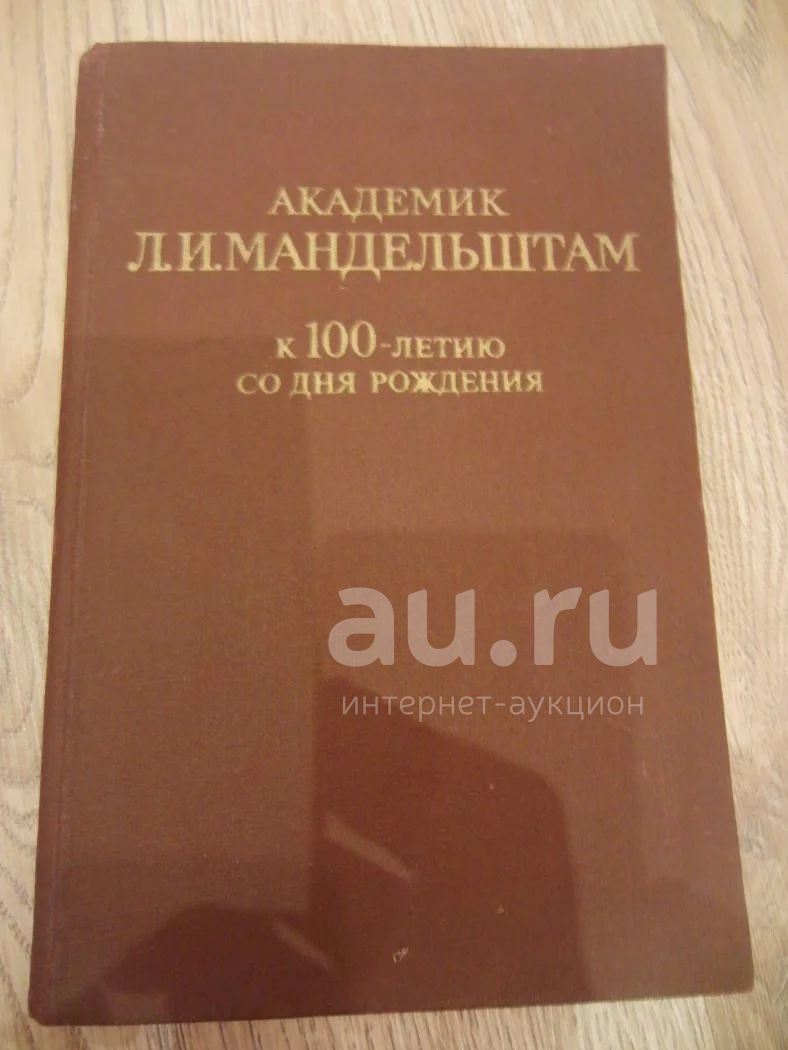 АКАДЕМИК
Л.И.МАНДЕЛЬШТАМ
К 100-ЛЕТИЮ
СО ДНЯ РОЖДЕНИЯ
au.ru
интернет-аукцион